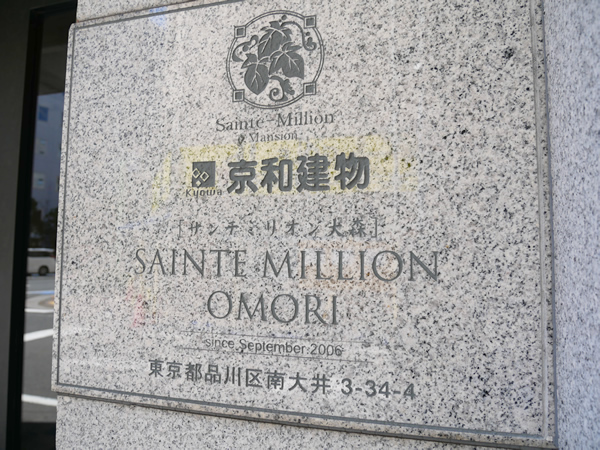 Sainte-Million
Mansion
Kyowa 京和建物
「サンテミリオン大森」
SAINTE MILLION
OMORI
since.September.2006
東京都品川区南大井 3-34-4